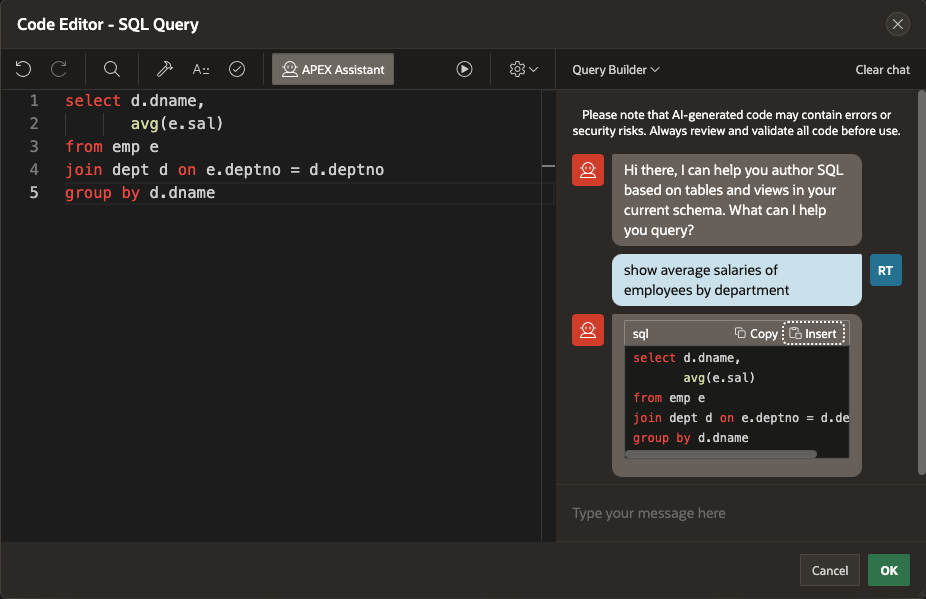 Code Editor - SQL Query
A::
APEX Assistant
Query Builder
Clear chat
1 select d.dname,
2 avg(e.sal)
3 from emp e
4 join dept d on e.deptno = d.deptno
5 group by d.dname
Please note that AI-generated code may contain errors or
security risks. Always review and validate all code before use.
Hi there, I can help you author SQL
based on tables and views in your
current schema. What can I help
you query?
show average salaries of
employees by department
RT
sql
Copy
Insert
select d.dname,
avg(e.sal)
from emp e
join dept d on e.deptno = d.de
group by d.dname
Type your message here
Cancel
OK